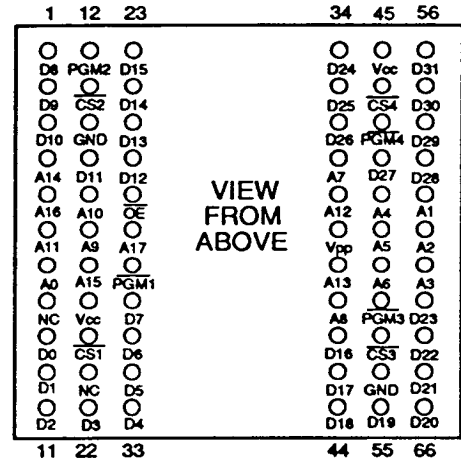 1 12 23 34 45 56
D8 PGM2 D15 D24 Vcc D31
D9 CS2 D14 D25 CS4 D30
D10 GND D13 D26 PGM4 D29
A14 D11 D12 A7 D27 D28
A16 A10 OE A12 A4 A1
A11 A9 A17 Vpp A5 A2
A0 A15 PGM1 A13 A6 A3
NC Vcc D7 A8 PGM3 D23
D0 CS1 D6 D16 CS3 D22
D1 NC D5 D17 GND D21
D2 D3 D4 D18 D19 D20
VIEW
FROM
ABOVE
11 22 33 44 55 66